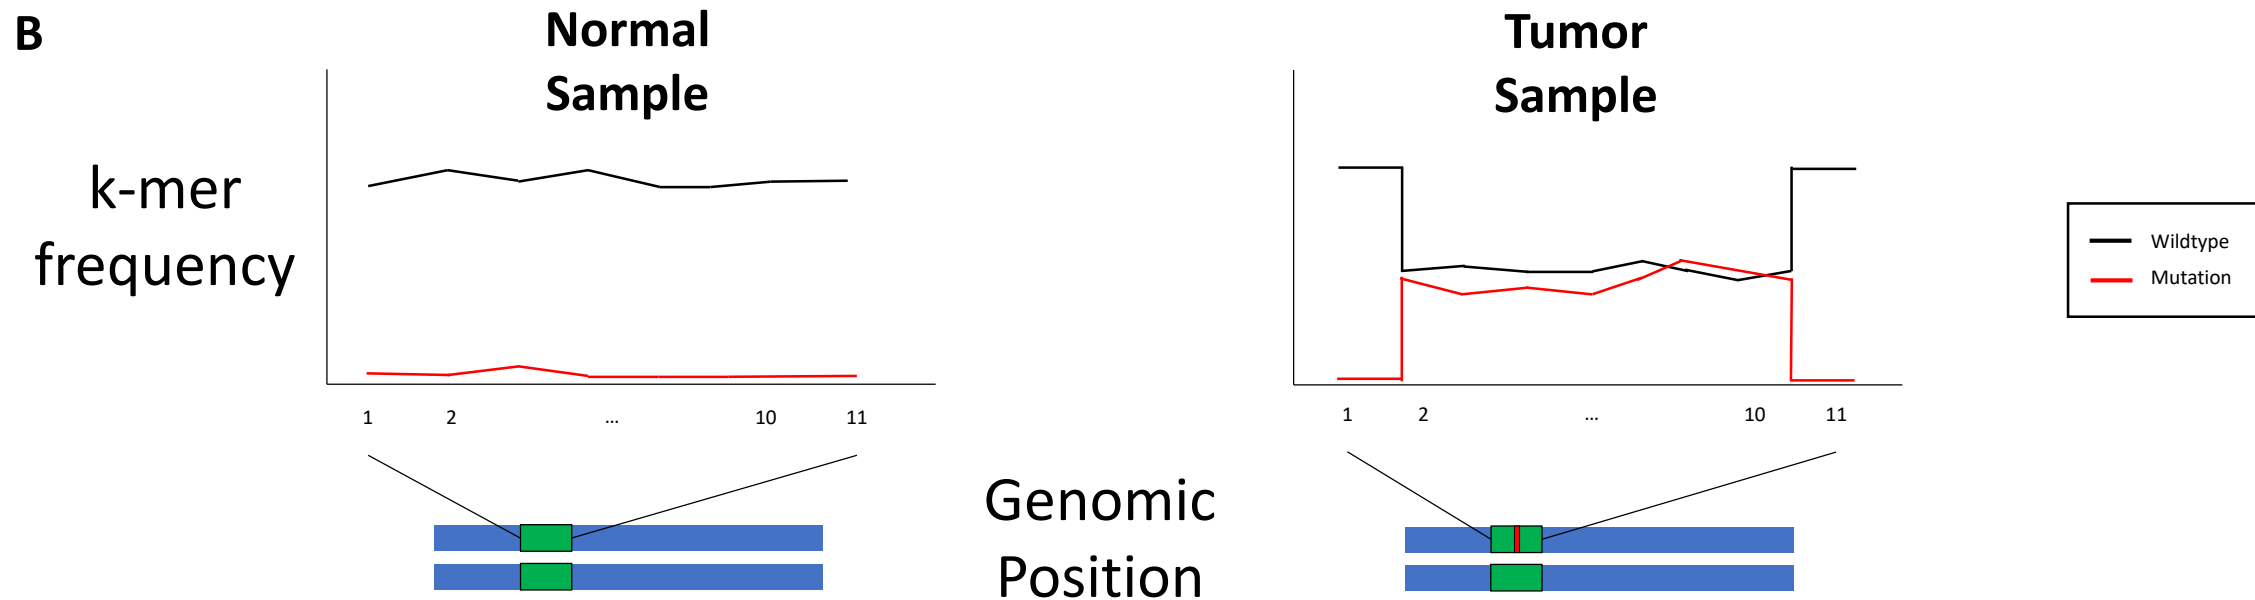 B
Normal
Sample
Tumor
Sample
k-mer
frequency
Wildtype
Mutation
1 2 ... 10 11
1 2 ... 10 11
Genomic
Position